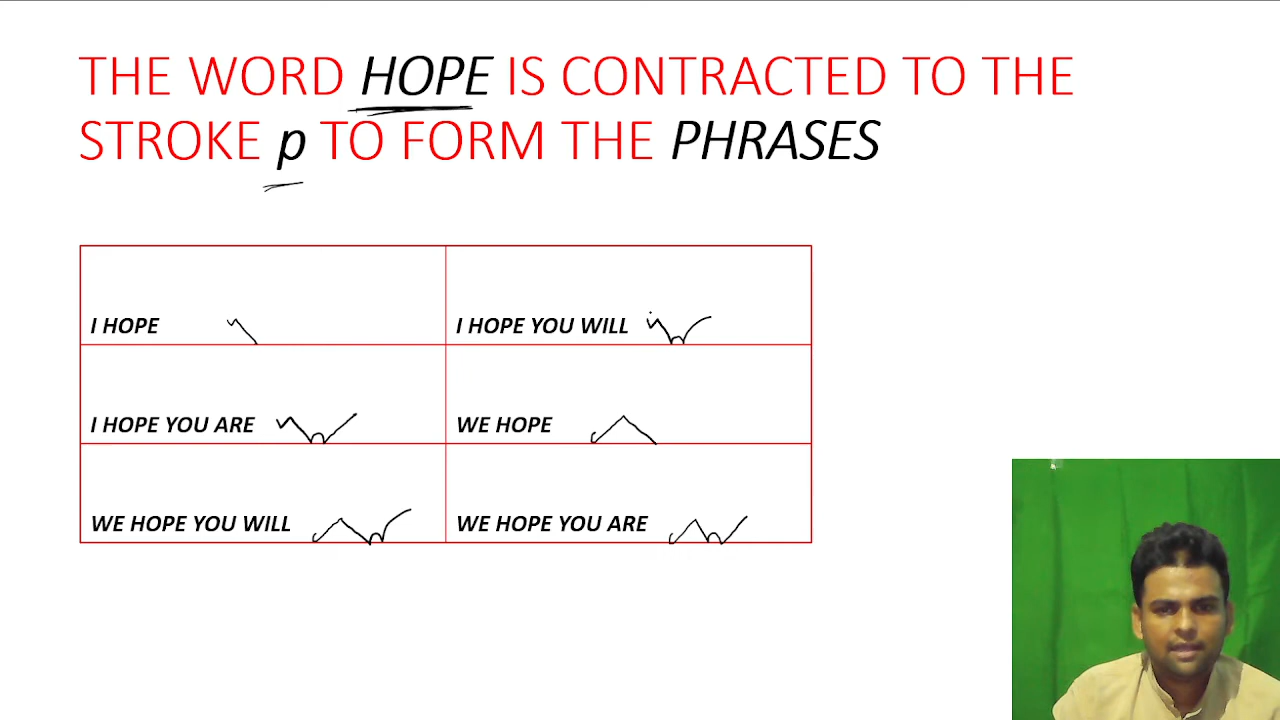 THE WORD HOPE IS CONTRACTED TO THE
STROKE p TO FORM THE PHRASES
I HOPE
I HOPE YOU WILL
I HOPE YOU ARE
WE HOPE
WE HOPE YOU WILL
WE HOPE YOU ARE